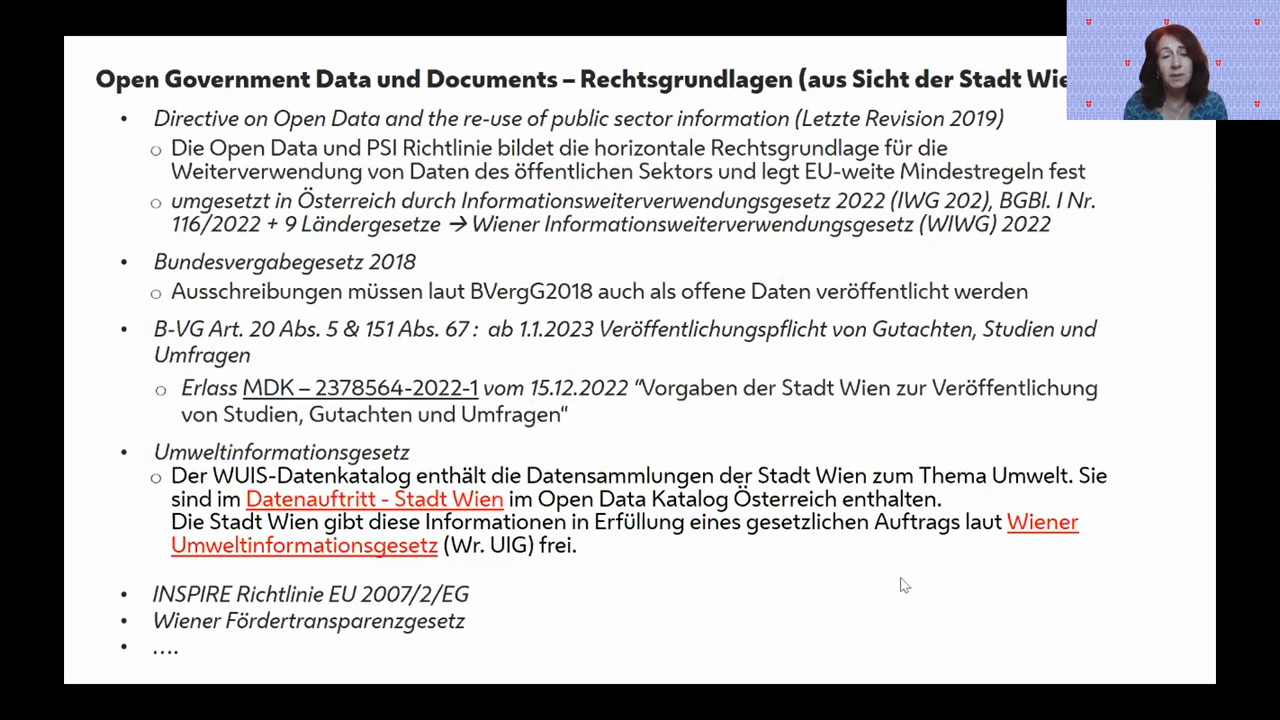 Open Government Data und Documents – Rechtsgrundlagen (aus Sicht der Stadt
• Directive on Open Data and the re-use of public sector information (Letzte Revision 2019)
○ Die Open Data und PSI Richtlinie bildet die horizontale Rechtsgrundlage für die
Weiterverwendung von Daten des öffentlichen Sektors und legt EU-weite Mindestregeln fest
○ umgesetzt in Österreich durch Informationsweiterverwendungsgesetz 2022 (IWG 202), BGBl. I Nr.
116/2022 + 9 Ländergesetze → Wiener Informationsweiterverwendungsgesetz (WIWG) 2022
• Bundesvergabegesetz 2018
○ Ausschreibungen müssen laut BVergG2018 auch als offene Daten veröffentlicht werden
• B-VG Art. 20 Abs. 5 & 151 Abs. 67 : ab 1.1.2023 Veröffentlichungspflicht von Gutachten, Studien und
Umfragen
○ Erlass MDK – 2378564-2022-1 vom 15.12.2022 “Vorgaben der Stadt Wien zur Veröffentlichung
von Studien, Gutachten und Umfragen“
• Umweltinformationsgesetz
○ Der WUIS-Datenkatalog enthält die Datensammlungen der Stadt Wien zum Thema Umwelt. Sie
sind im Datenauftritt - Stadt Wien im Open Data Katalog Österreich enthalten.
Die Stadt Wien gibt diese Informationen in Erfüllung eines gesetzlichen Auftrags laut Wiener
Umweltinformationsgesetz (Wr. UIG) frei.
• INSPIRE Richtlinie EU 2007/2/EG
• Wiener Fördertransparenzgesetz
• ....